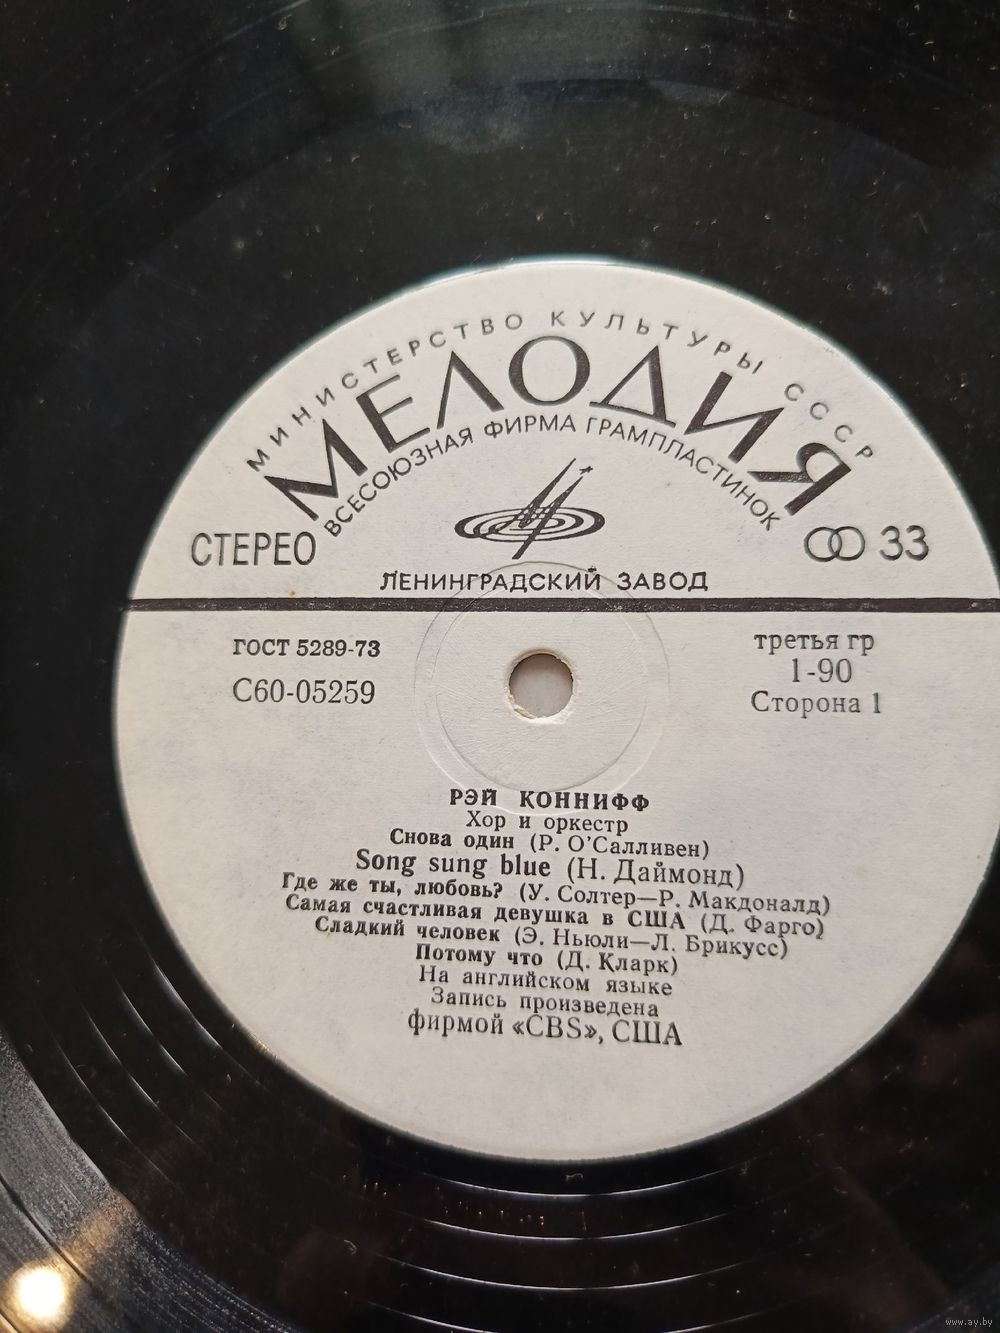 МИНИСТЕРСТВО КУЛЬТУРЫ СССР
МЕЛОДИЯ
ВСЕСОЮЗНАЯ ФИРМА ГРАМПЛАСТИНОК
СТЕРЕО
33
ЛЕНИНГРАДСКИЙ ЗАВОД
ГОСТ 5289-73
С60-05259
третья гр
1-90
Сторона 1
РЭЙ КОННИФФ
Хор и оркестр
Снова один (Р. О'Салливен)
Song sung blue (Н. Даймонд)
Где же ты, любовь? (У. Солтер—Р. Макдоналд)
Самая счастливая девушка в США (Д. Фарго)
Сладкий человек (Э. Ньюли—Л. Брикусс)
Потому что (Д. Кларк)
На английском языке
Запись произведена
фирмой «CBS», США
www.ay.by